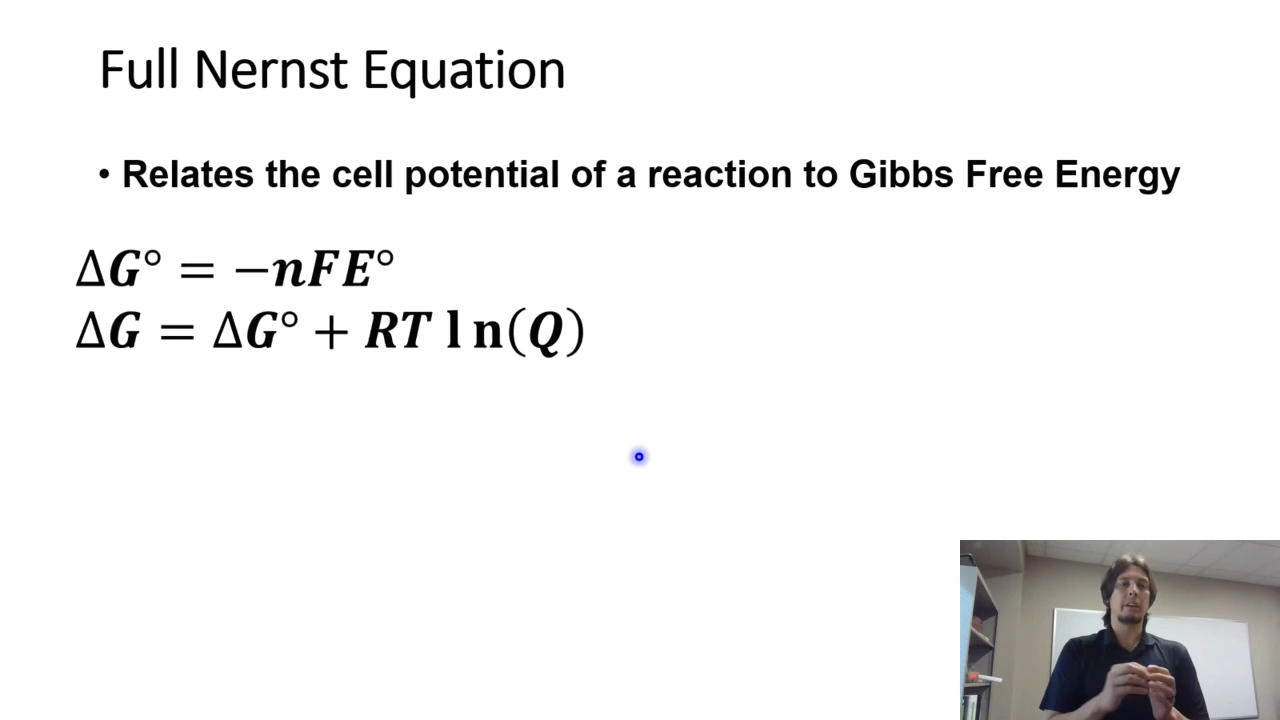 Full Nernst Equation
• Relates the cell potential of a reaction to Gibbs Free Energy
ΔG° = −nFE°
ΔG = ΔG° + RT ln(Q)